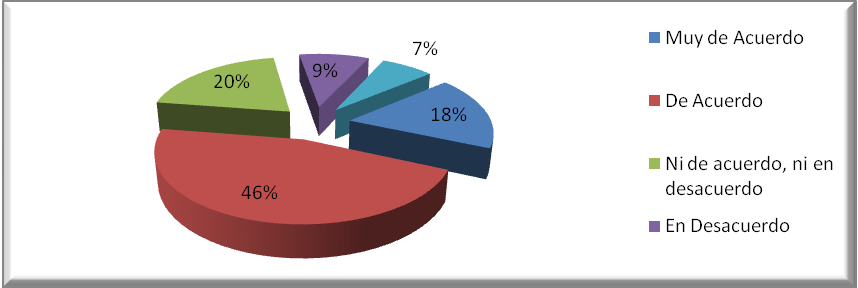 7%
9%
20%
18%
46%
Muy de Acuerdo
De Acuerdo
Ni de acuerdo, ni en
desacuerdo
En Desacuerdo